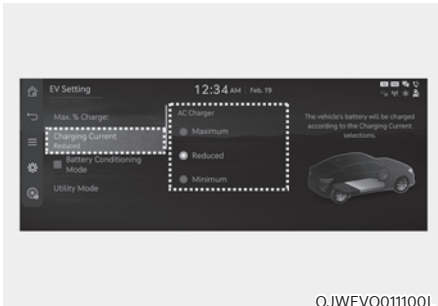 EV Setting
12:34 AM Feb. 19
Max. % Charge:
Charging Current
Reduced
Battery Conditioning
Mode
Utility Mode
AC Charger
Maximum
Reduced
Minimum
The vehicle's battery will be charged
according to the Charging Current
selections.